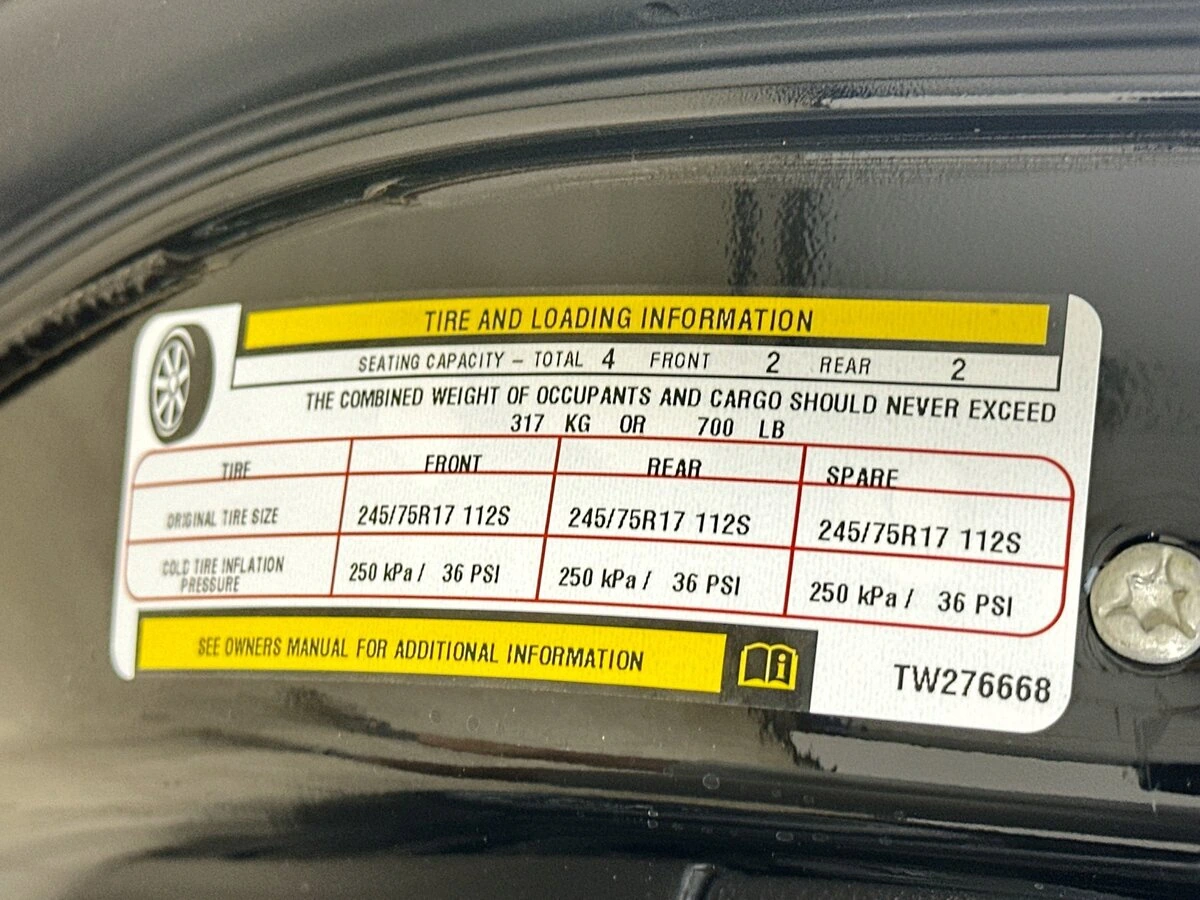 TIRE AND LOADING INFORMATION
SEATING CAPACITY – TOTAL 4 FRONT 2 REAR 2
THE COMBINED WEIGHT OF OCCUPANTS AND CARGO SHOULD NEVER EXCEED
317 KG OR 700 LB
TIRE FRONT REAR SPARE
ORIGINAL TIRE SIZE 245/75R17 112S 245/75R17 112S 245/75R17 112S
COLD TIRE INFLATION
PRESSURE 250 kPa / 36 PSI 250 kPa / 36 PSI 250 kPa / 36 PSI
SEE OWNERS MANUAL FOR ADDITIONAL INFORMATION
TW276668